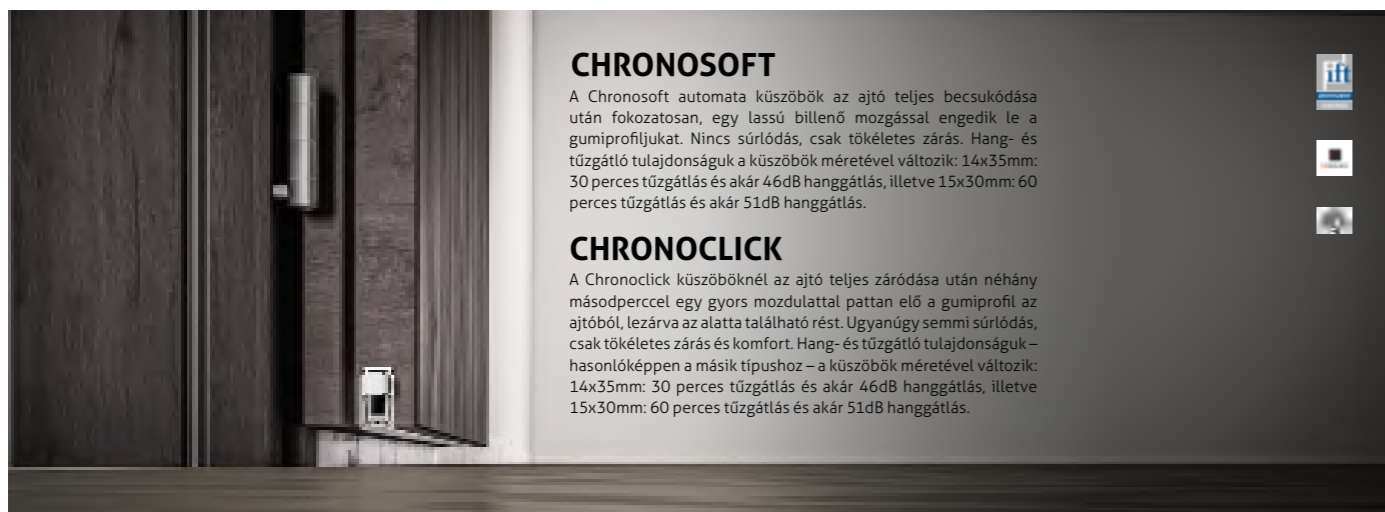 CHRONOSOFT
A Chronosoft automata küszöbök az ajtó teljes becsukódása
után fokozatosan, egy lassú billenő mozgással engedik le a
gumiprofiljukat. Nincs súrlódás, csak tökéletes zárás. Hang- és
tűzgátló tulajdonságuk a küszöbök méretével változik: 14x35mm:
30 perces tűzgátlás és akár 46dB hanggátlás, illetve 15x30mm: 60
perces tűzgátlás és akár 51dB hanggátlás.
CHRONOCLICK
A Chronoclick küszöböknél az ajtó teljes záródása után néhány
másodperccel egy gyors mozdulattal pattan elő a gumiprofil az
ajtóból, lezárva az alatta található rést. Ugyanúgy semmi súrlódás,
csak tökéletes zárás és komfort. Hang- és tűzgátló tulajdonságuk –
hasonlóképpen a másik típushoz – a küszöbök méretével változik:
14x35mm: 30 perces tűzgátlás és akár 46dB hanggátlás, illetve
15x30mm: 60 perces tűzgátlás és akár 51dB hanggátlás.
ift